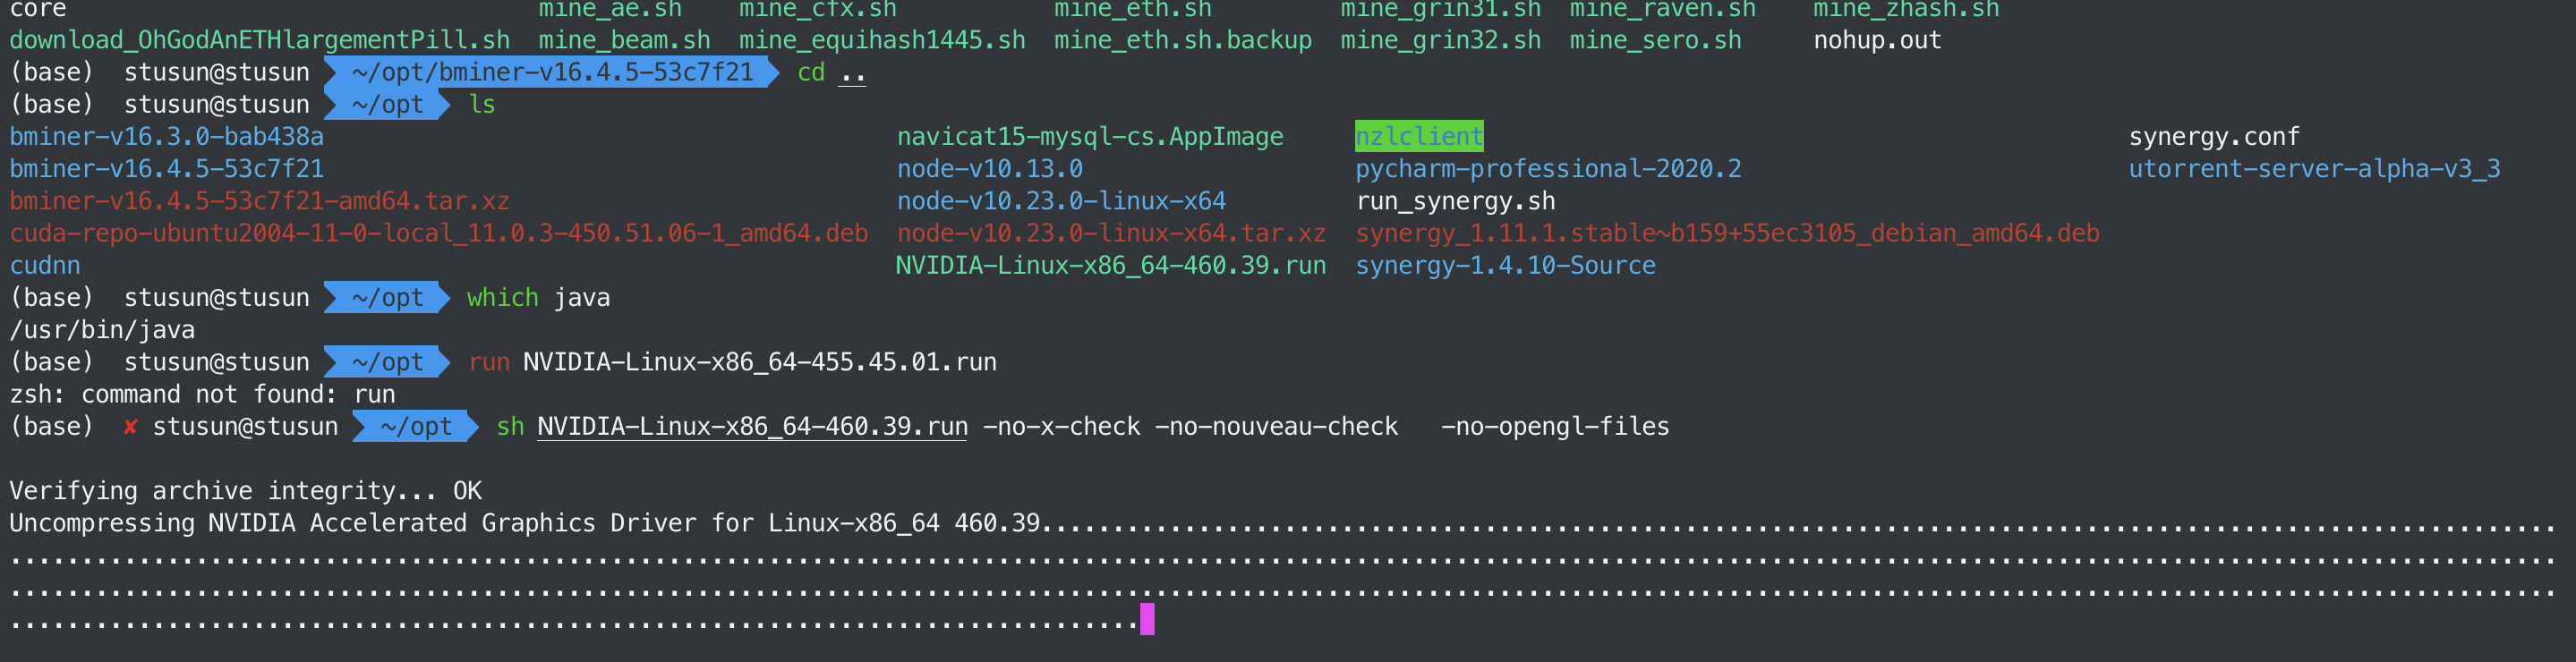 core mine_ae.sh mine_cfx.sh mine_eth.sh mine_grin31.sh mine_raven.sh mine_zhash.sh
download_OhGodAnETHlargementPill.sh mine_beam.sh mine_equihash1445.sh mine_eth.sh.backup mine_grin32.sh mine_sero.sh nohup.out
(base) stusun@stusun ~/opt/bminer-v16.4.5-53c7f21 cd ..
(base) stusun@stusun ~/opt ls
bminer-v16.3.0-bab438a navicat15-mysql-cs.AppImage nzlclient synergy.conf
bminer-v16.4.5-53c7f21 node-v10.13.0 pycharm-professional-2020.2 utorrent-server-alpha-v3_3
bminer-v16.4.5-53c7f21-amd64.tar.xz node-v10.23.0-linux-x64 run_synergy.sh
cuda-repo-ubuntu2004-11-0-local_11.0.3-450.51.06-1_amd64.deb node-v10.23.0-linux-x64.tar.xz synergy_1.11.1.stable~b159+55ec3105_debian_amd64.deb
cudnn NVIDIA-Linux-x86_64-460.39.run synergy-1.4.10-Source
(base) stusun@stusun ~/opt which java
/usr/bin/java
(base) stusun@stusun ~/opt run NVIDIA-Linux-x86_64-455.45.01.run
zsh: command not found: run
(base) ✘ stusun@stusun ~/opt sh NVIDIA-Linux-x86_64-460.39.run -no-x-check -no-nouveau-check -no-opengl-files
Verifying archive integrity... OK
Uncompressing NVIDIA Accelerated Graphics Driver for Linux-x86_64 460.39..........................................................................................................
..................................................................................................................................................................................
..................................................................................................................................................................................
...............................................................................